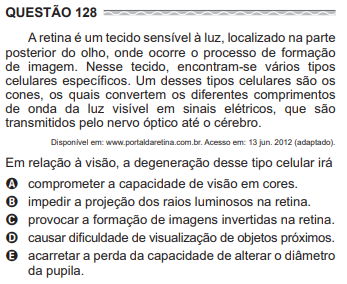 QUESTÃO 128
A retina é um tecido sensível à luz, localizado na parte
posterior do olho, onde ocorre o processo de formação
de imagem. Nesse tecido, encontram-se vários tipos
celulares específicos. Um desses tipos celulares são os
cones, os quais convertem os diferentes comprimentos
de onda da luz visível em sinais elétricos, que são
transmitidos pelo nervo óptico até o cérebro.
Disponível em: www.portaldaretina.com.br. Acesso em: 13 jun. 2012 (adaptado).
Em relação à visão, a degeneração desse tipo celular irá
A comprometer a capacidade de visão em cores.
B impedir a projeção dos raios luminosos na retina.
C provocar a formação de imagens invertidas na retina.
D causar dificuldade de visualização de objetos próximos.
E acarretar a perda da capacidade de alterar o diâmetro
da pupila.